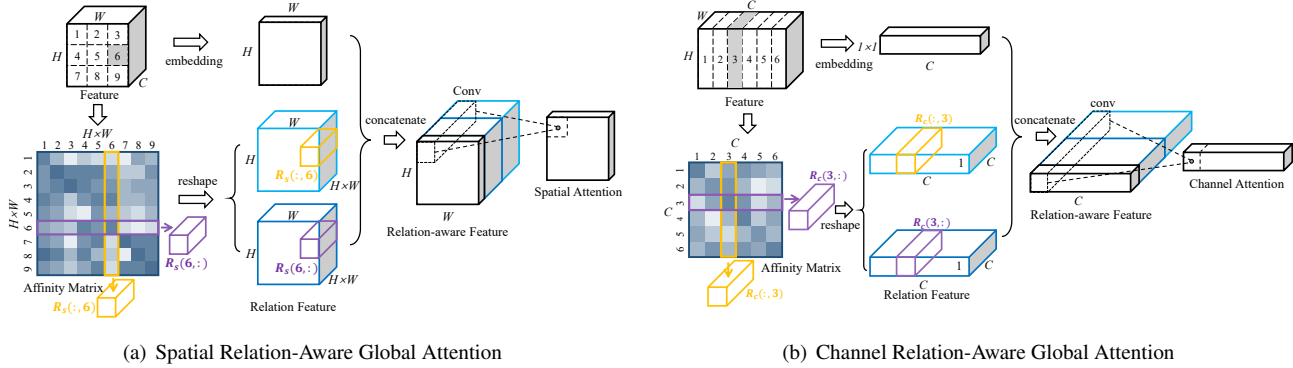 W
1 2 3
H 4 5 6
7 8 9
C
Feature
embedding
W
H
H×W
1 2 3 4 5 6 7 8 9
1
2
3
4
5
6
7
8
9
H×W
Affinity Matrix
R_s(6,:)
R_s(:,6)
reshape
W
H
R_s(:,6)
H×W
W
H
R_s(6,:)
H×W
Relation Feature
concatenate
Conv
H
W
Relation-aware Feature
Spatial Attention
(a) Spatial Relation-Aware Global Attention
W
C
H
1 2 3 4 5 6
Feature
embedding
1×1
C
C
1 2 3 4 5 6
1
2
3
4
5
6
C
Affinity Matrix
R_c(3,:)
R_c(:,3)
reshape
R_c(:,3)
1
C
C
R_c(3,:)
1
C
C
Relation Feature
concatenate
conv
C
Relation-aware Feature
Channel Attention
(b) Channel Relation-Aware Global Attention